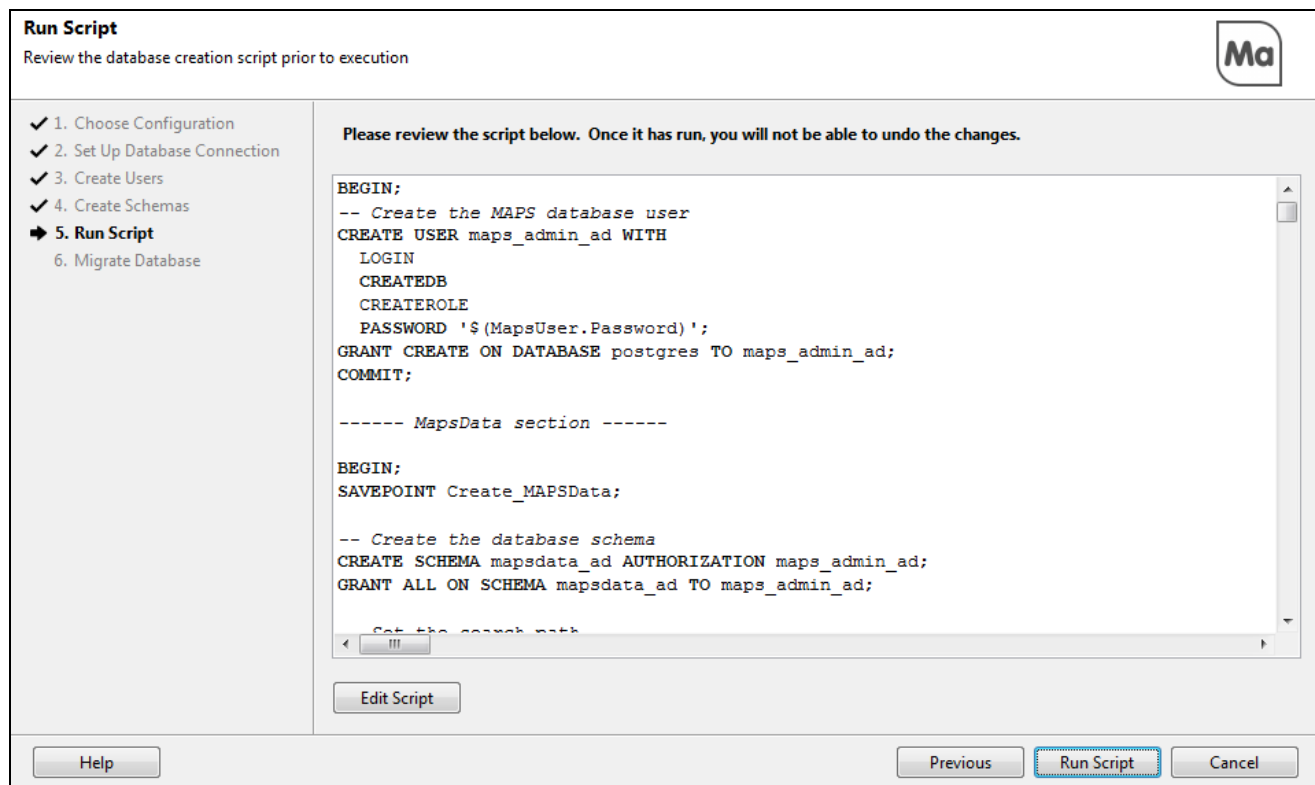 Run Script
Review the database creation script prior to execution
Ma
1. Choose Configuration
2. Set Up Database Connection
3. Create Users
4. Create Schemas
5. Run Script
6. Migrate Database
Please review the script below. Once it has run, you will not be able to undo the changes.
BEGIN;
-- Create the MAPS database user
CREATE USER maps_admin_ad WITH
  LOGIN
  CREATEDB
  CREATEROLE
  PASSWORD '$(MapsUser.Password)';
GRANT CREATE ON DATABASE postgres TO maps_admin_ad;
COMMIT;
------ MapsData section ------
BEGIN;
SAVEPOINT Create_MAPSData;
-- Create the database schema
CREATE SCHEMA mapsdata_ad AUTHORIZATION maps_admin_ad;
GRANT ALL ON SCHEMA mapsdata_ad TO maps_admin_ad;
Set the search path
Edit Script
Help
Previous
Run Script
Cancel